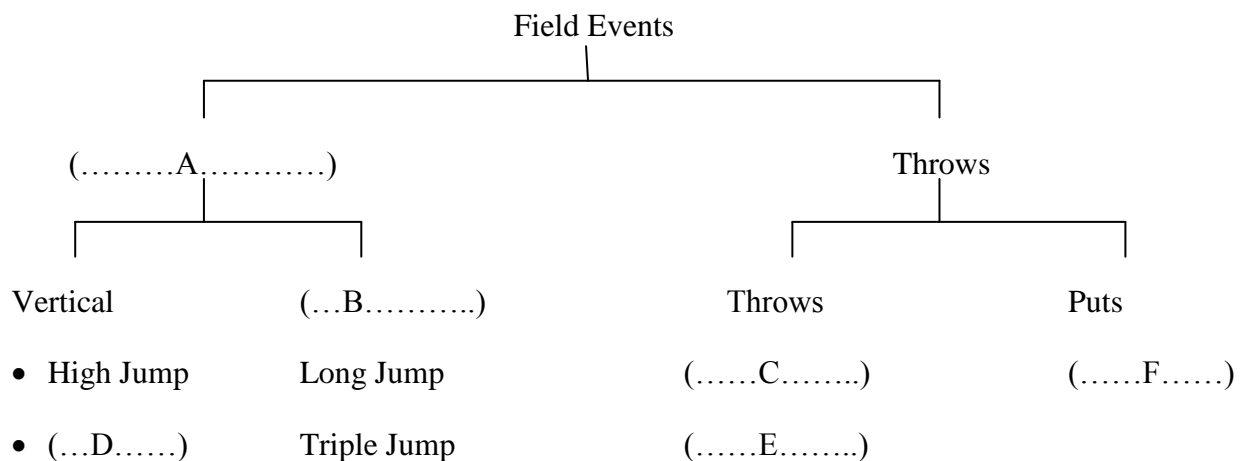 Field Events
(………A…………) Throws
Vertical (…B………..) Throws Puts
• High Jump Long Jump (……C……..) (……F……)
• (…D……) Triple Jump (……E……..)